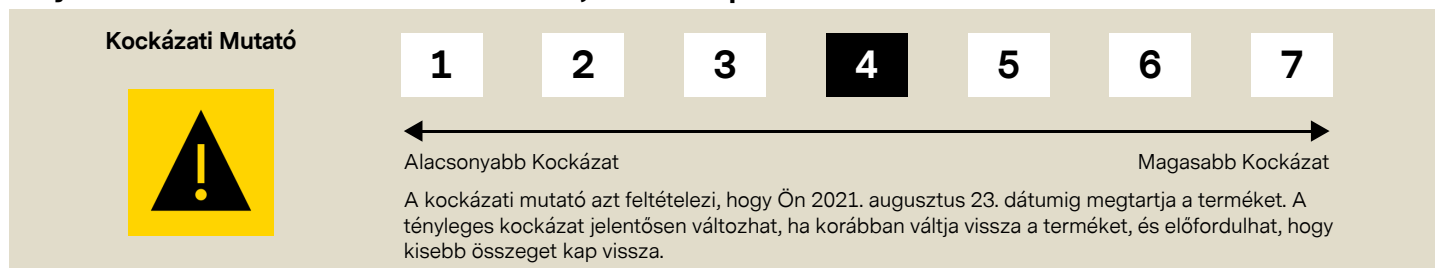 Kockázati Mutató
1 2 3 4 5 6 7
Alacsonyabb Kockázat Magasabb Kockázat
A kockázati mutató azt feltételezi, hogy Ön 2021. augusztus 23. dátumig megtartja a terméket. A
tényleges kockázat jelentősen változhat, ha korábban váltja vissza a terméket, és előfordulhat, hogy
kisebb összeget kap vissza.